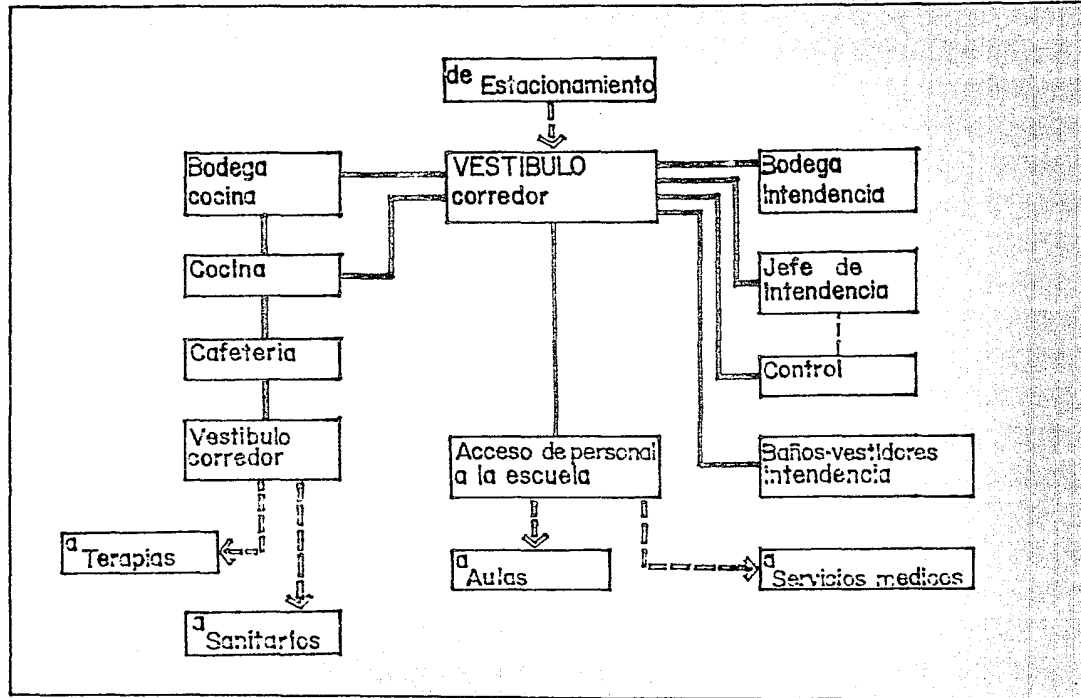 de Estacionamiento
Bodega
cocina
VESTIBULO
corredor
Bodega
Intendencia
Cocina
Jefe de
Intendencia
Cafeteria
Control
Vestibulo
corredor
Acceso de personal
a la escuela
Baños-vestidores
intendencia
a Terapias
a Aulas
a Servicios medicos
a Sanitarios